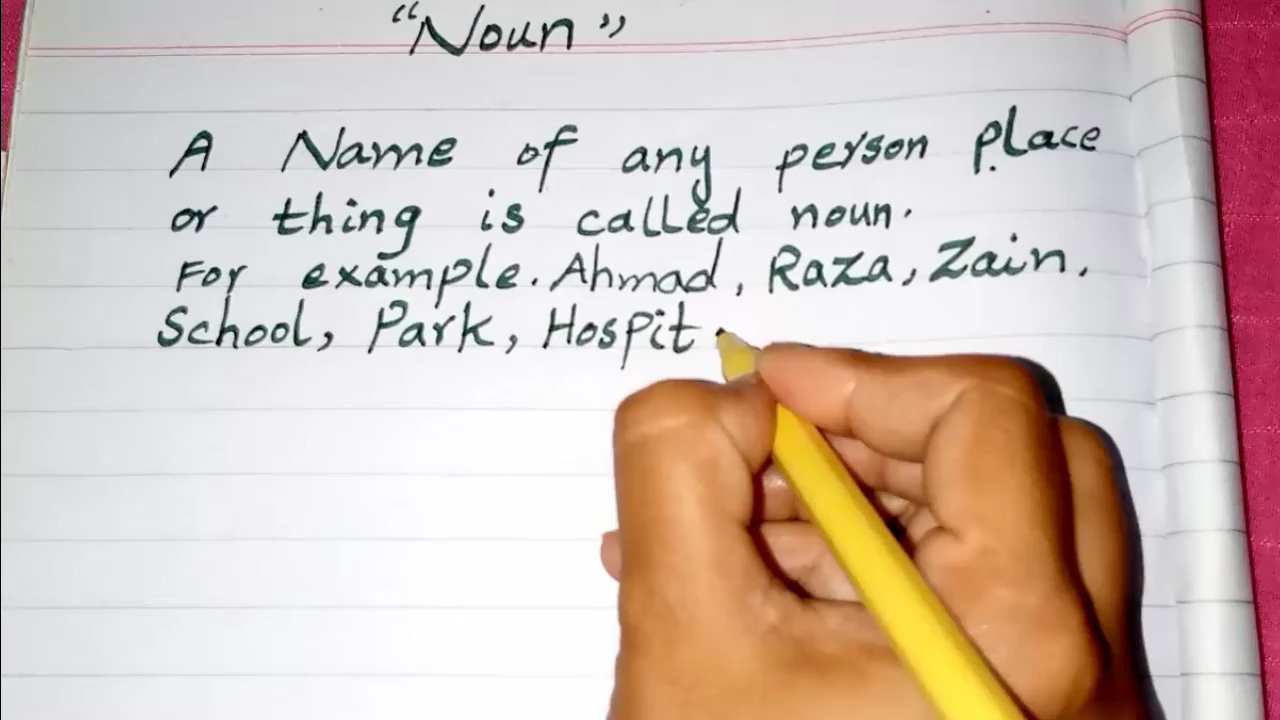 "Noun"
A Name of any person place
or thing is called noun.
For example. Ahmad, Raza, Zain.
School, Park, Hospit